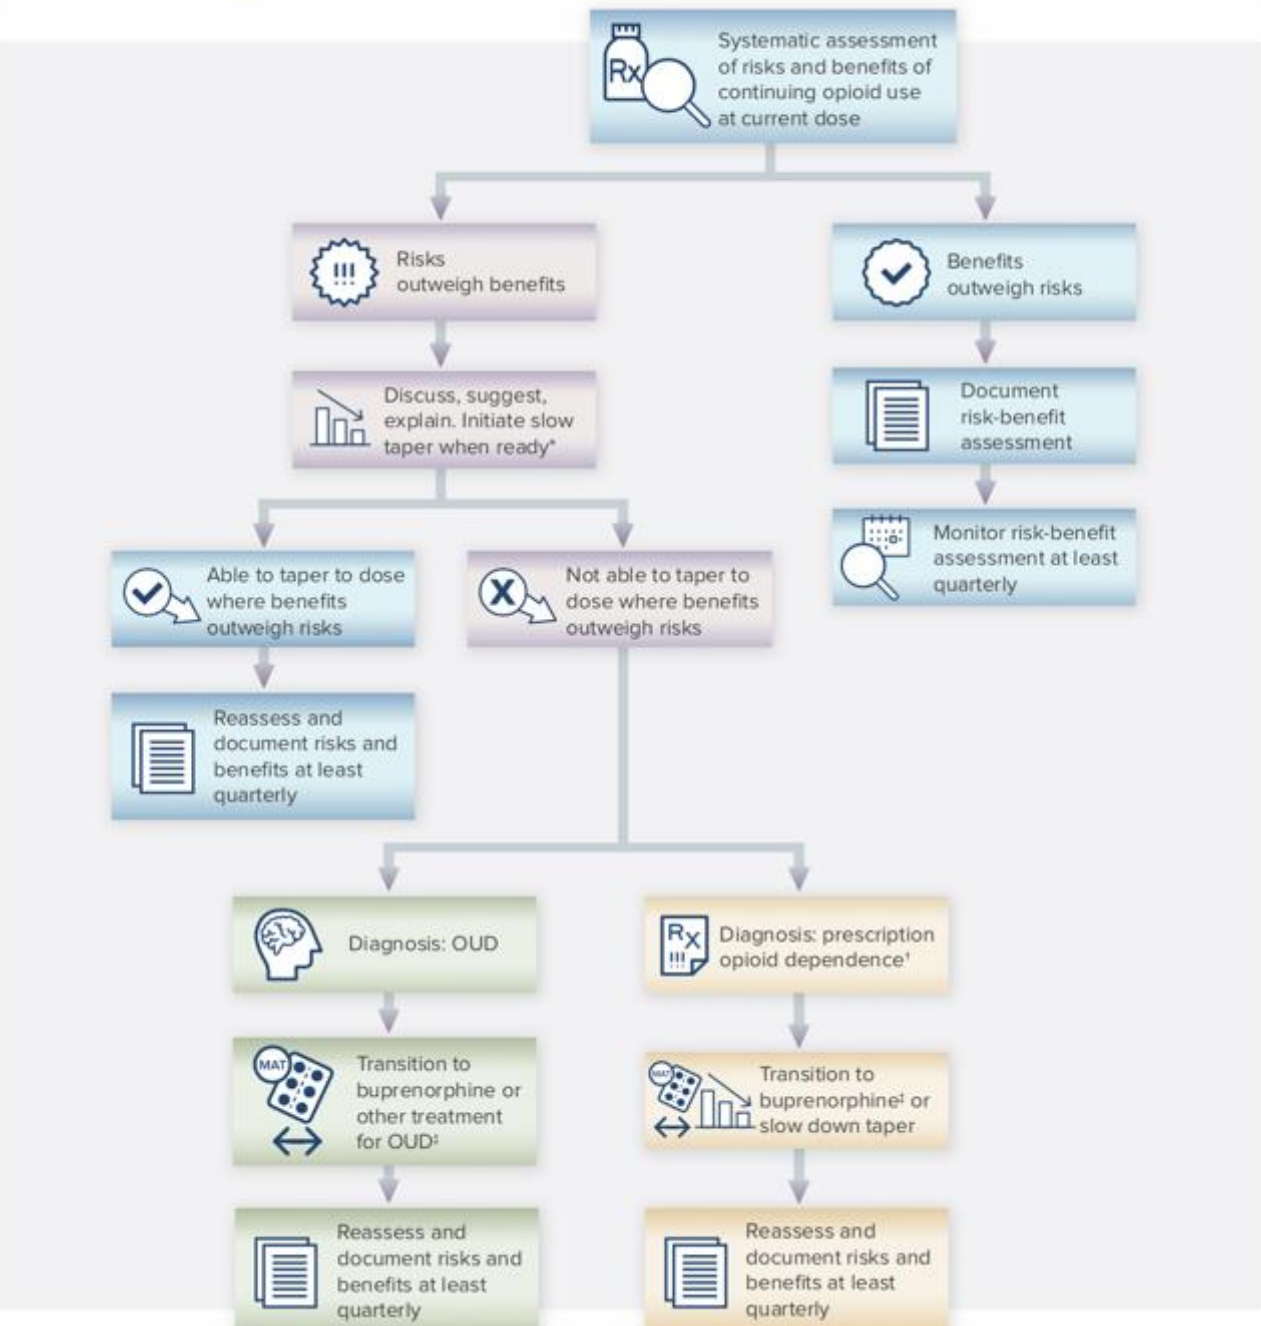 Rx
Systematic assessment
of risks and benefits of
continuing opioid use
at current dose
!!!
Risks
outweigh benefits
Benefits
outweigh risks
Discuss, suggest,
explain. Initiate slow
taper when ready*
Document
risk-benefit
assessment
Monitor risk-benefit
assessment at least
quarterly
Able to taper to dose
where benefits
outweigh risks
X
Not able to taper to
dose where benefits
outweigh risks
Reassess and
document risks and
benefits at least
quarterly
Diagnosis: OUD
Rx
!!!
Diagnosis: prescription
opioid dependence†
MAT
Transition to
buprenorphine or
other treatment
for OUD‡
MAT
Transition to
buprenorphine‡ or
slow down taper
Reassess and
document risks and
benefits at least
quarterly
Reassess and
document risks and
benefits at least
quarterly